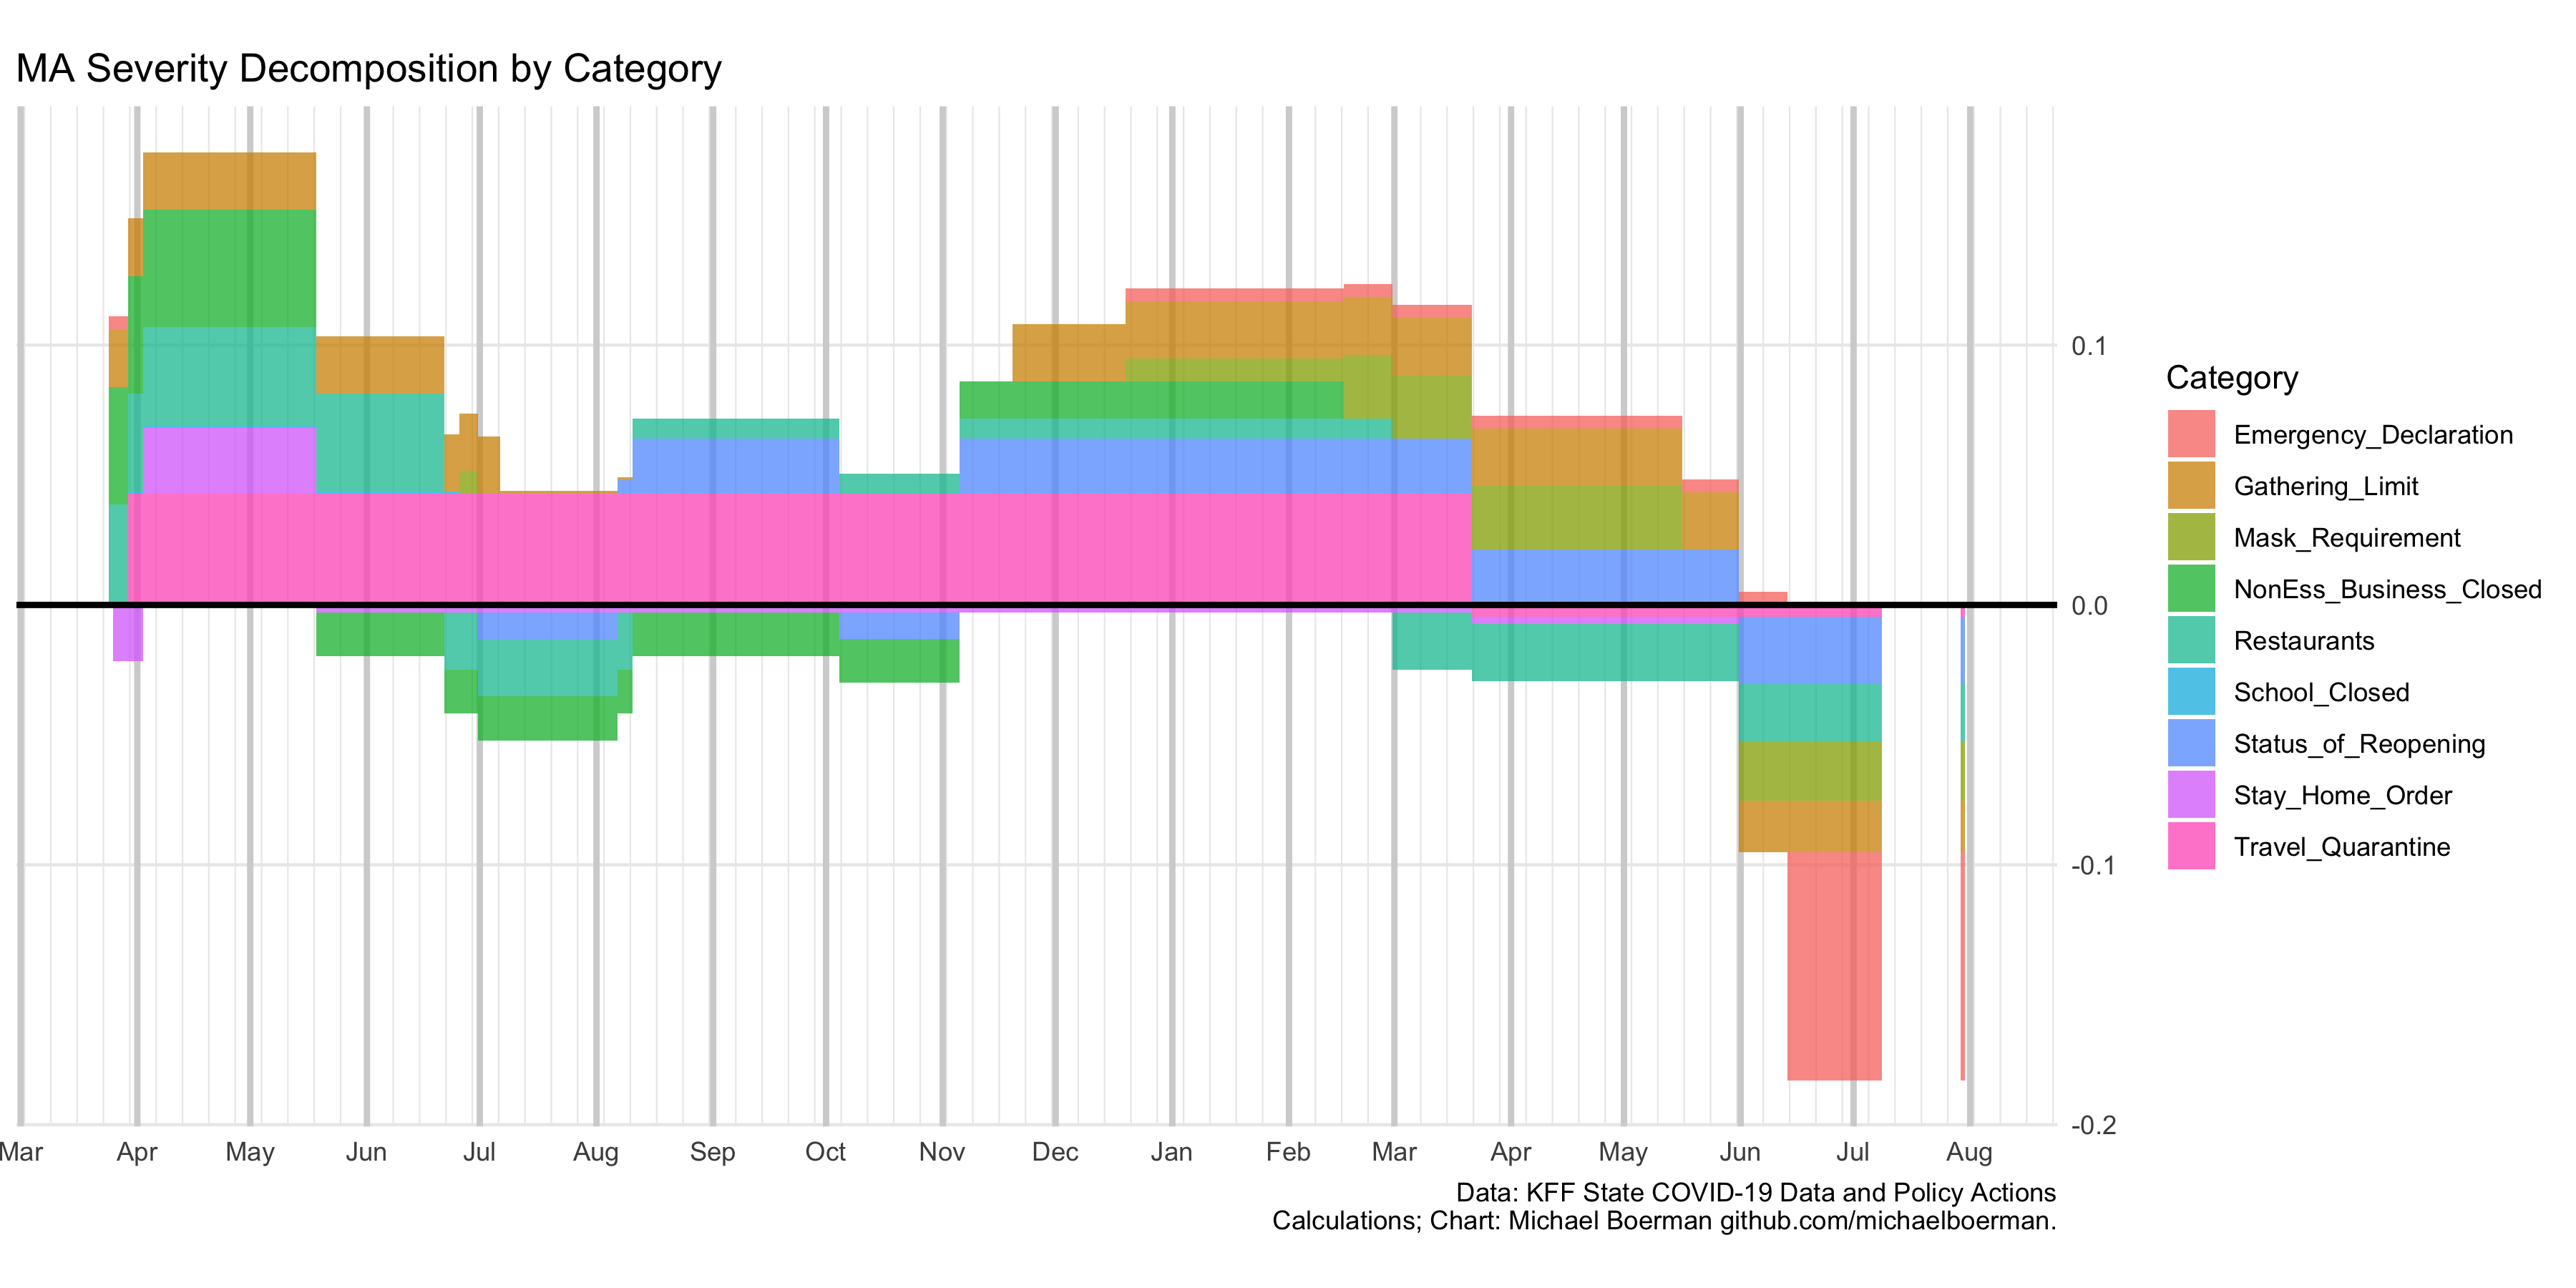 MA Severity Decomposition by Category
0.1
0.0
-0.1
-0.2
Mar Apr May Jun Jul Aug Sep Oct Nov Dec Jan Feb Mar Apr May Jun Jul Aug
Category
Emergency_Declaration
Gathering_Limit
Mask_Requirement
NonEss_Business_Closed
Restaurants
School_Closed
Status_of_Reopening
Stay_Home_Order
Travel_Quarantine
Data: KFF State COVID-19 Data and Policy Actions
Calculations; Chart: Michael Boerman github.com/michaelboerman.